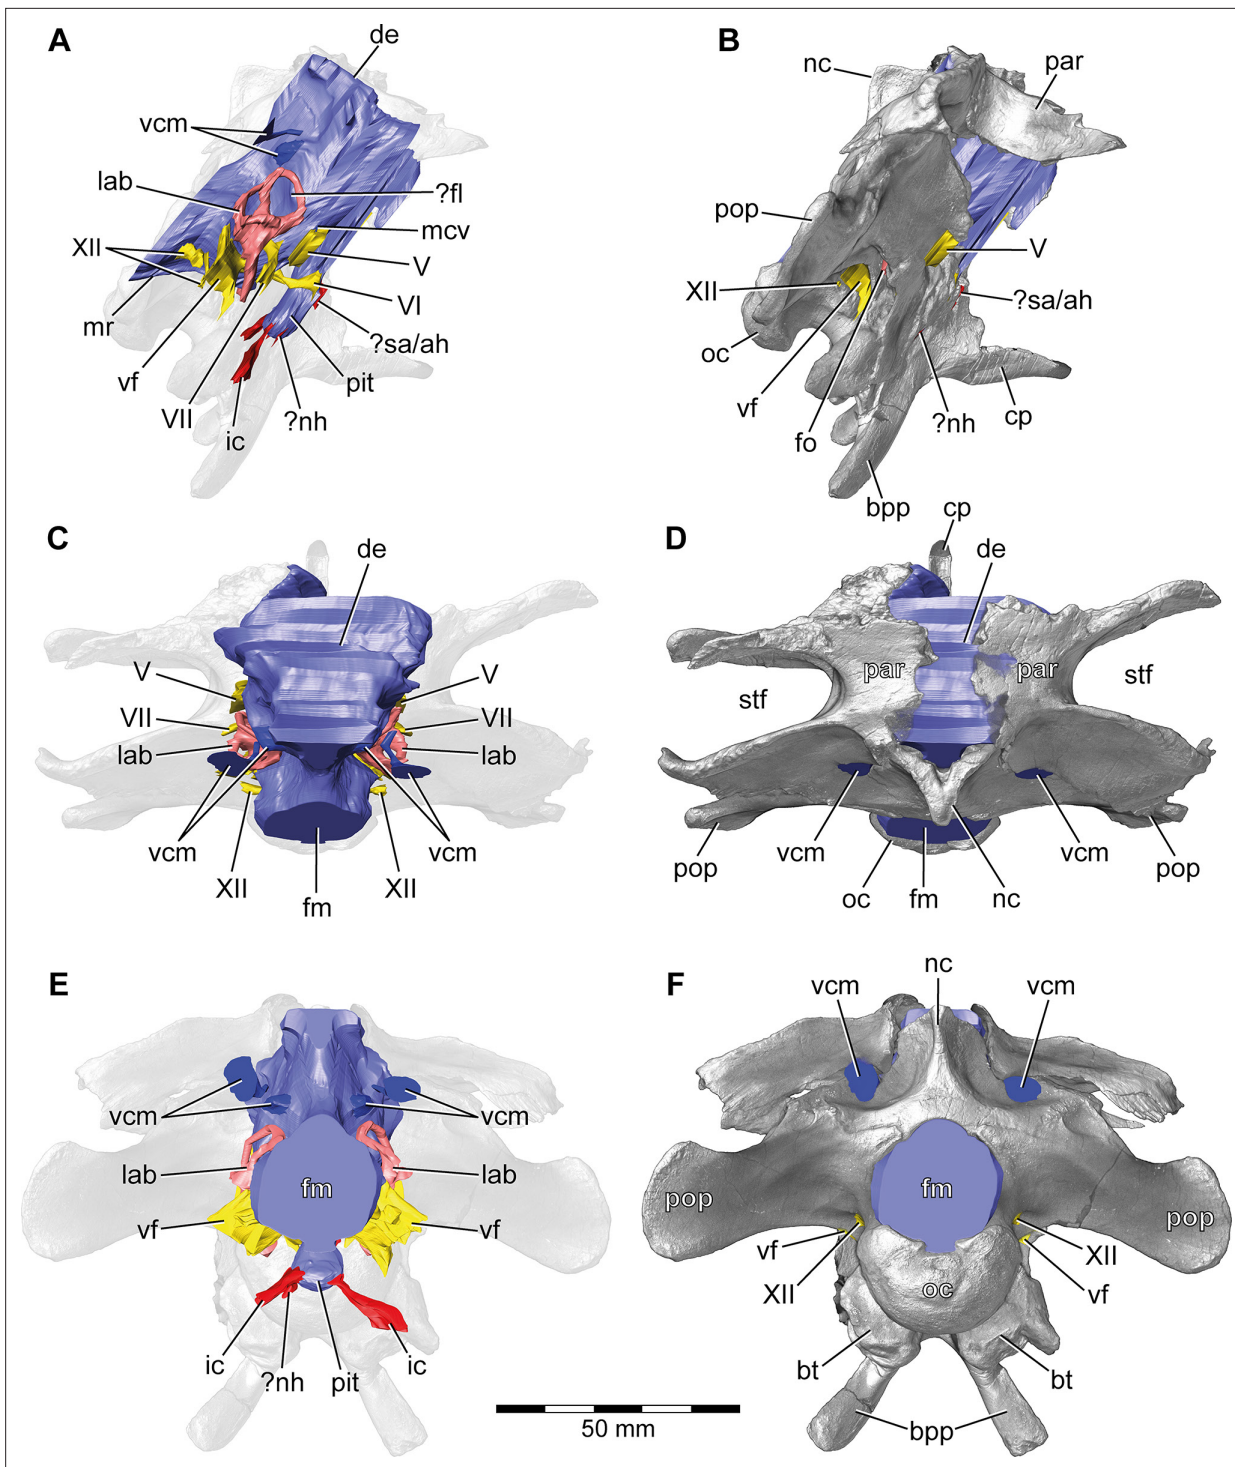 A
de
vcm
lab
?fl
mcv
XII
V
VI
mr
?sa/ah
vf
pit
VII
?nh
ic
B
nc
par
pop
V
XII
?sa/ah
oc
vf
cp
fo
?nh
bpp
C
de
V
V
VII
VII
lab
lab
vcm
vcm
XII
XII
fm
D
cp
de
par
par
stf
stf
vcm
vcm
pop
pop
oc
fm
nc
E
vcm
vcm
lab
lab
fm
vf
vf
ic
?nh
pit
ic
F
nc
vcm
vcm
pop
fm
pop
vf
XII
XII
vf
oc
bt
bt
bpp
50 mm